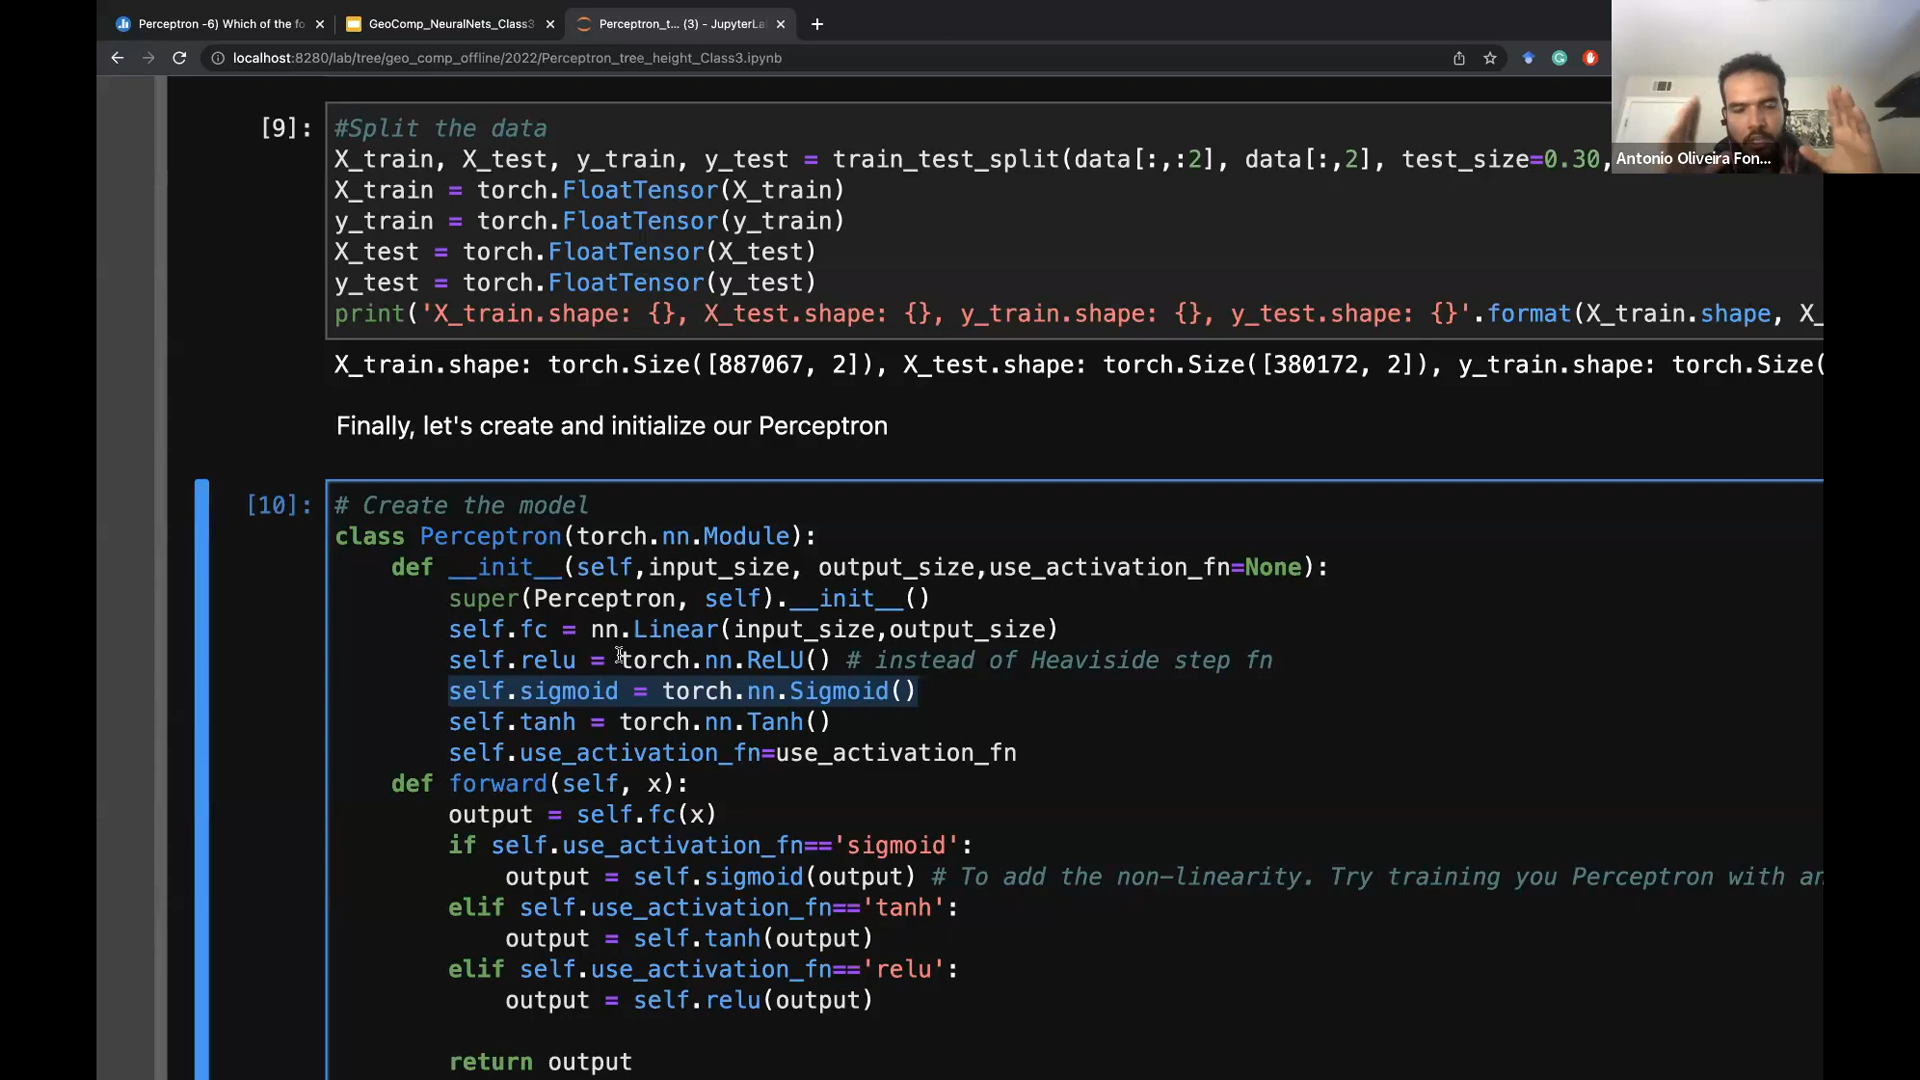 Perceptron -6) Which of the fo
GeoComp_NeuralNets_Class3
Perceptron_t... (3) - JupyterLa
localhost:8280/lab/tree/geo_comp_offline/2022/Perceptron_tree_height_Class3.ipynb
Antonio Oliveira Fon...
[9]:
#Split the data
X_train, X_test, y_train, y_test = train_test_split(data[:,:2], data[:,2], test_size=0.30,
X_train = torch.FloatTensor(X_train)
y_train = torch.FloatTensor(y_train)
X_test = torch.FloatTensor(X_test)
y_test = torch.FloatTensor(y_test)
print('X_train.shape: {}, X_test.shape: {}, y_train.shape: {}, y_test.shape: {}'.format(X_train.shape, X_
X_train.shape: torch.Size([887067, 2]), X_test.shape: torch.Size([380172, 2]), y_train.shape: torch.Size(
Finally, let's create and initialize our Perceptron
[10]:
# Create the model
class Perceptron(torch.nn.Module):
    def __init__(self,input_size, output_size,use_activation_fn=None):
        super(Perceptron, self).__init__()
        self.fc = nn.Linear(input_size,output_size)
        self.relu = torch.nn.ReLU() # instead of Heaviside step fn
        self.sigmoid = torch.nn.Sigmoid()
        self.tanh = torch.nn.Tanh()
        self.use_activation_fn=use_activation_fn
    def forward(self, x):
        output = self.fc(x)
        if self.use_activation_fn=='sigmoid':
            output = self.sigmoid(output) # To add the non-linearity. Try training you Perceptron with an
        elif self.use_activation_fn=='tanh':
            output = self.tanh(output)
        elif self.use_activation_fn=='relu':
            output = self.relu(output)
        return output